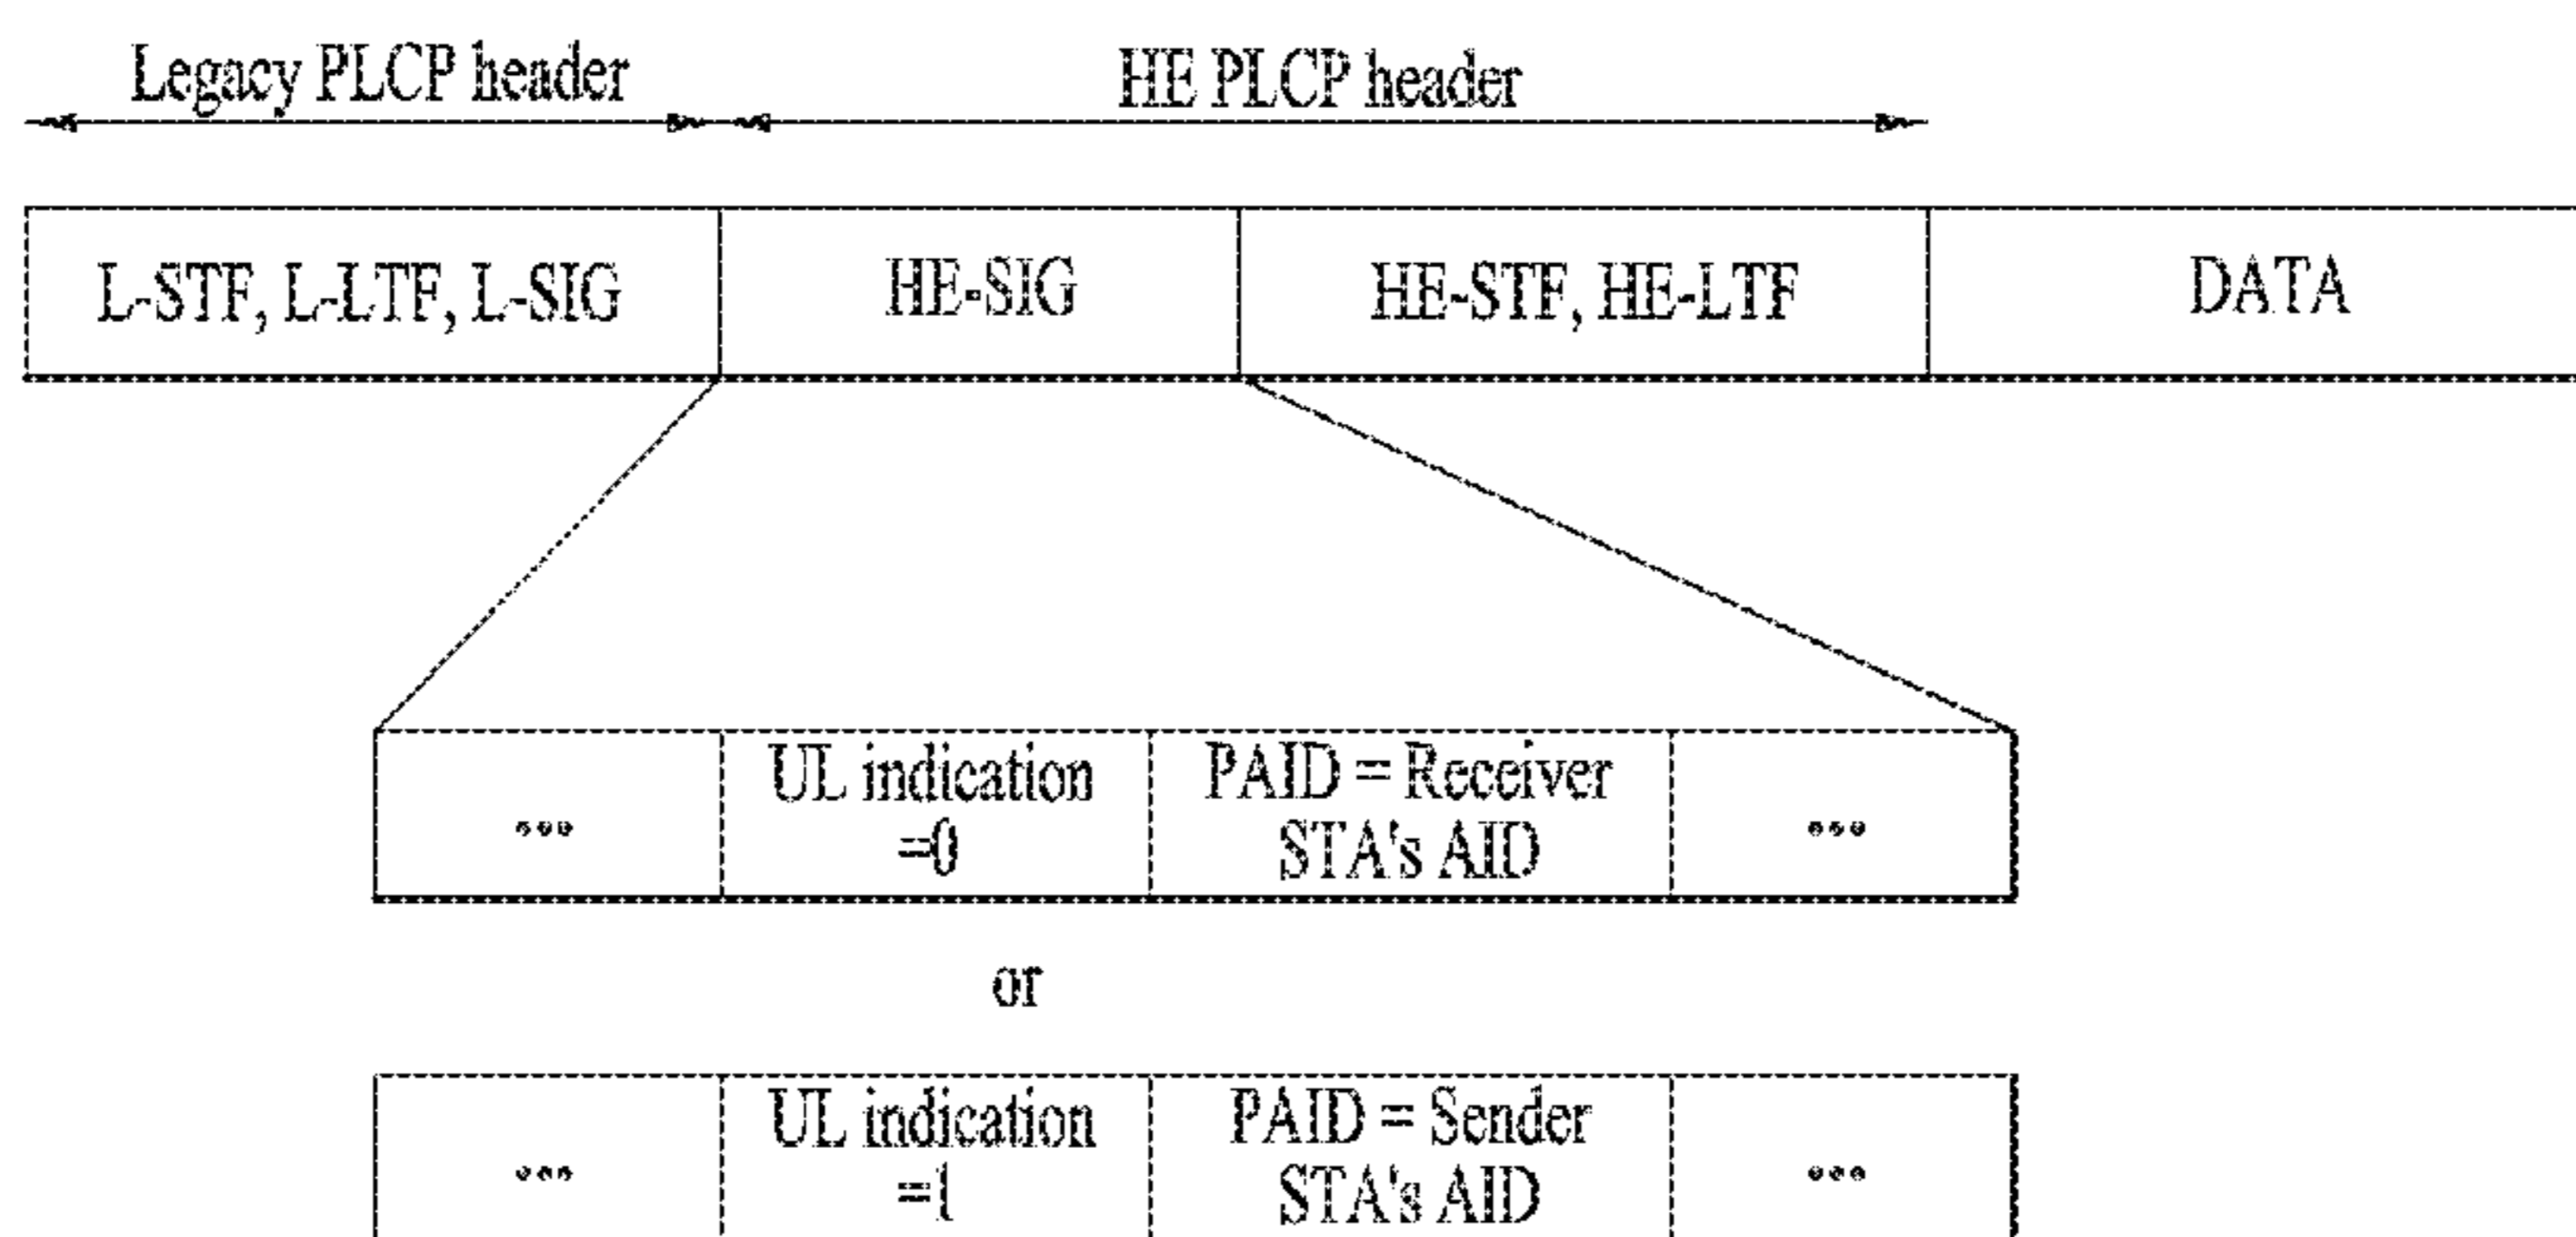 Legacy PLCP header
HE PLCP header
L-STF, L-LTF, L-SIG
HE-SIG
HE-STF, HE-LTF
DATA
...
UL indication
=0
PAID = Receiver
STA's AID
...
or
...
UL indication
=1
PAID = Sender
STA's AID
...